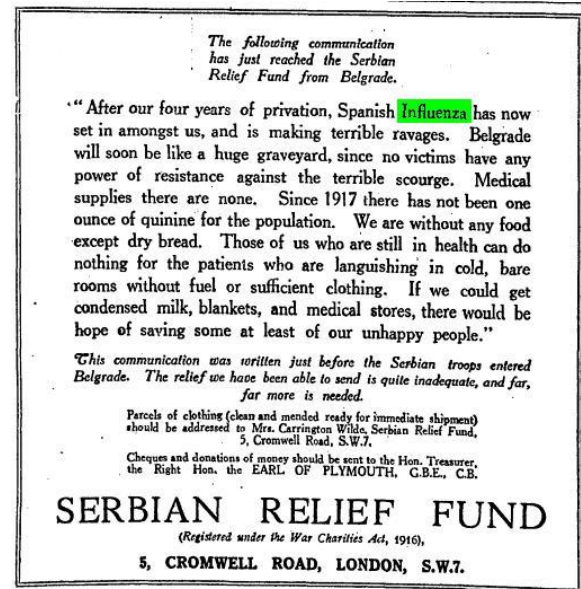 The following communication
has just reached the Serbian
Relief Fund from Belgrade.
"After our four years of privation, Spanish Influenza has now
set in amongst us, and is making terrible ravages. Belgrade
will soon be like a huge graveyard, since no victims have any
power of resistance against the terrible scourge. Medical
supplies there are none. Since 1917 there has not been one
ounce of quinine for the population. We are without any food
except dry bread. Those of us who are still in health can do
nothing for the patients who are languishing in cold, bare
rooms without fuel or sufficient clothing. If we could get
condensed milk, blankets, and medical stores, there would be
hope of saving some at least of our unhappy people."
This communication was written just before the Serbian troops entered
Belgrade. The relief we have been able to send is quite inadequate, and far,
far more is needed.
Parcels of clothing (clean and mended ready for immediate shipment)
should be addressed to Mrs. Carrington Wilde, Serbian Relief Fund,
5, Cromwell Road, S.W.7.
Cheques and donations of money should be sent to the Hon. Treasurer,
the Right Hon. the EARL OF PLYMOUTH, G.B.E., C.B.
SERBIAN RELIEF FUND
(Registered under the War Charities Act, 1916),
5, CROMWELL ROAD, LONDON, S.W.7.